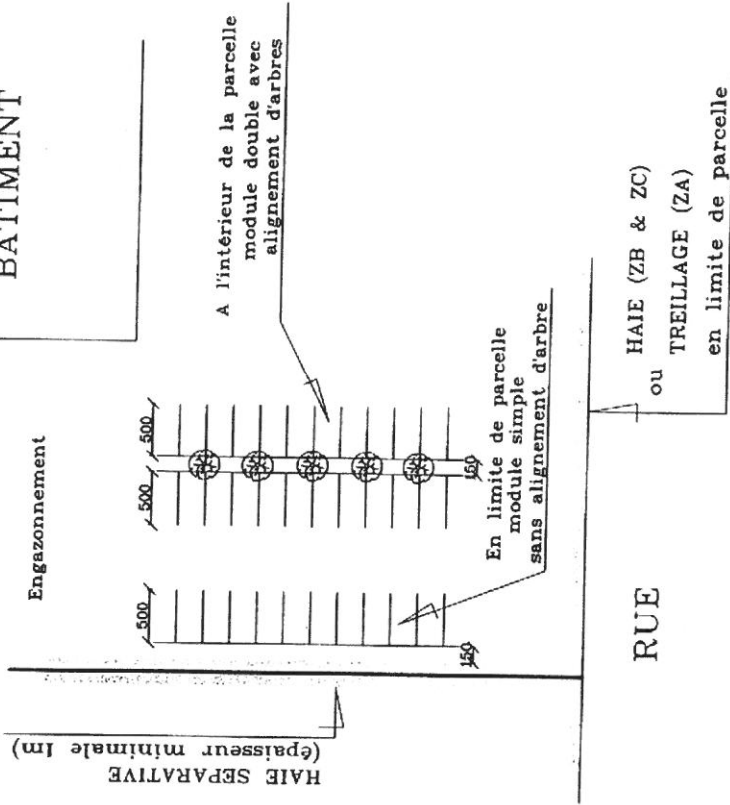 BATIMENT
Engazonnement
A l'intérieur de la parcelle
module double avec
alignement d'arbres
500
500
500
150
150
En limite de parcelle
module simple
sans alignement d'arbre
HAIE SEPARATIVE
(épaisseur minimale 1m)
RUE
HAIE (ZB & ZC)
ou
TREILLAGE (ZA)
en limite de parcelle